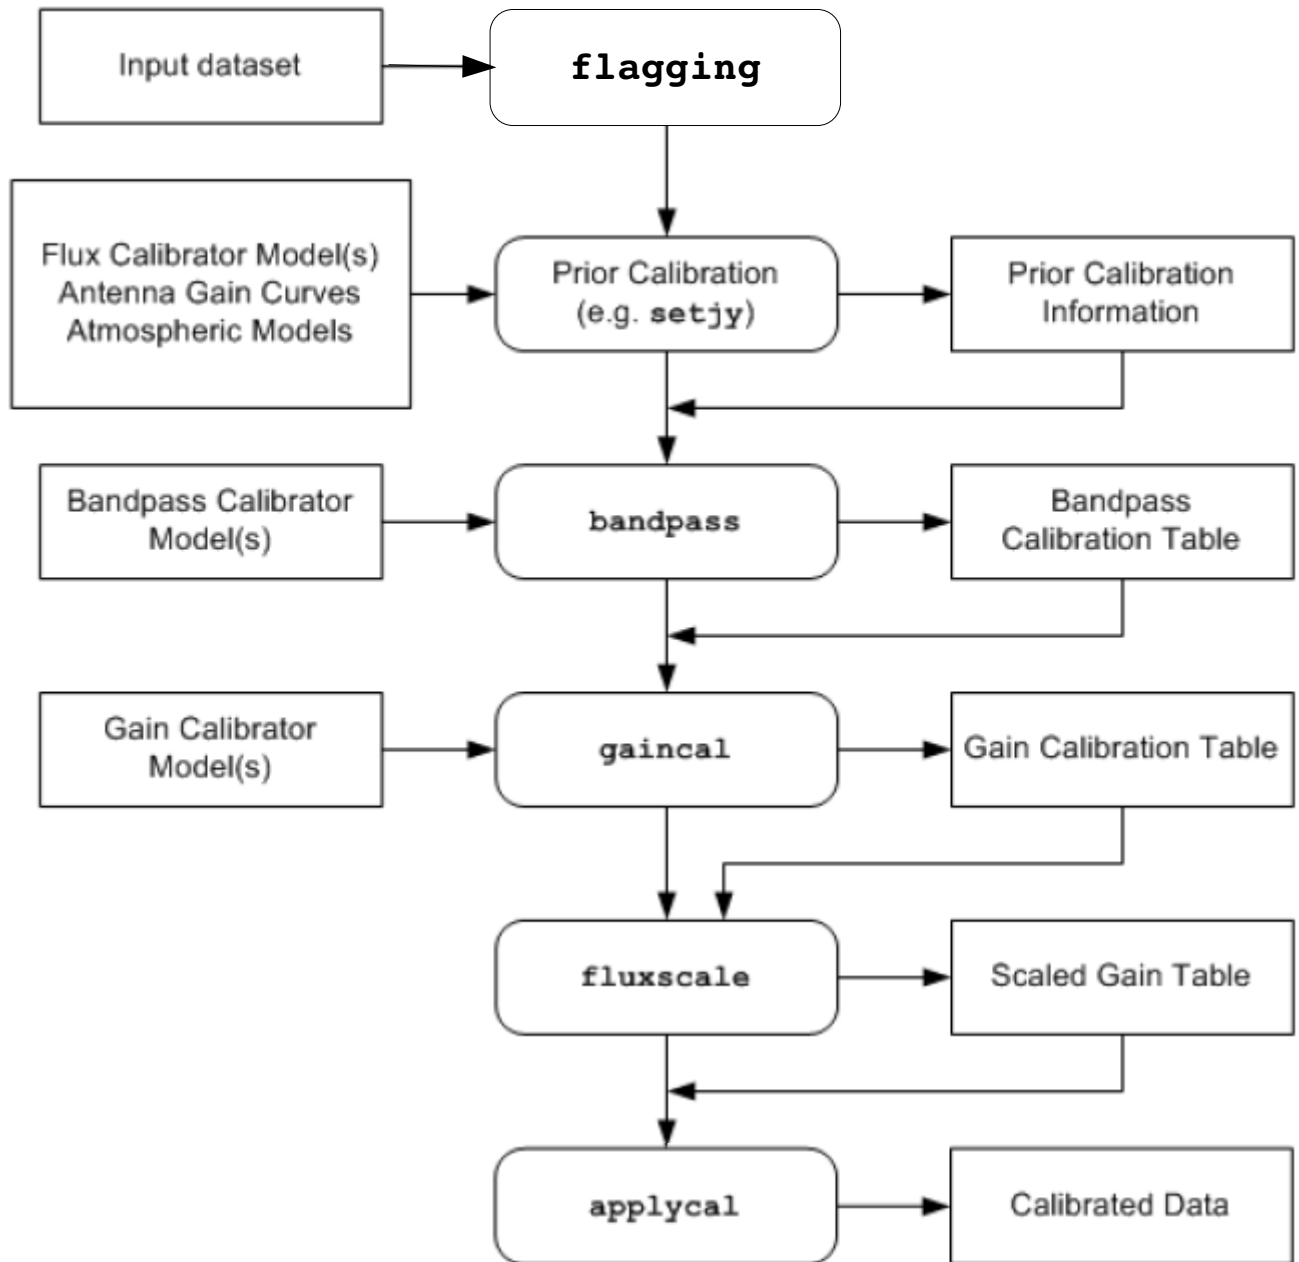 Input dataset
flagging
Flux Calibrator Model(s)
Antenna Gain Curves
Atmospheric Models
Prior Calibration
(e.g. setjy)
Prior Calibration
Information
Bandpass Calibrator
Model(s)
bandpass
Bandpass
Calibration Table
Gain Calibrator
Model(s)
gaincal
Gain Calibration Table
fluxscale
Scaled Gain Table
applycal
Calibrated Data